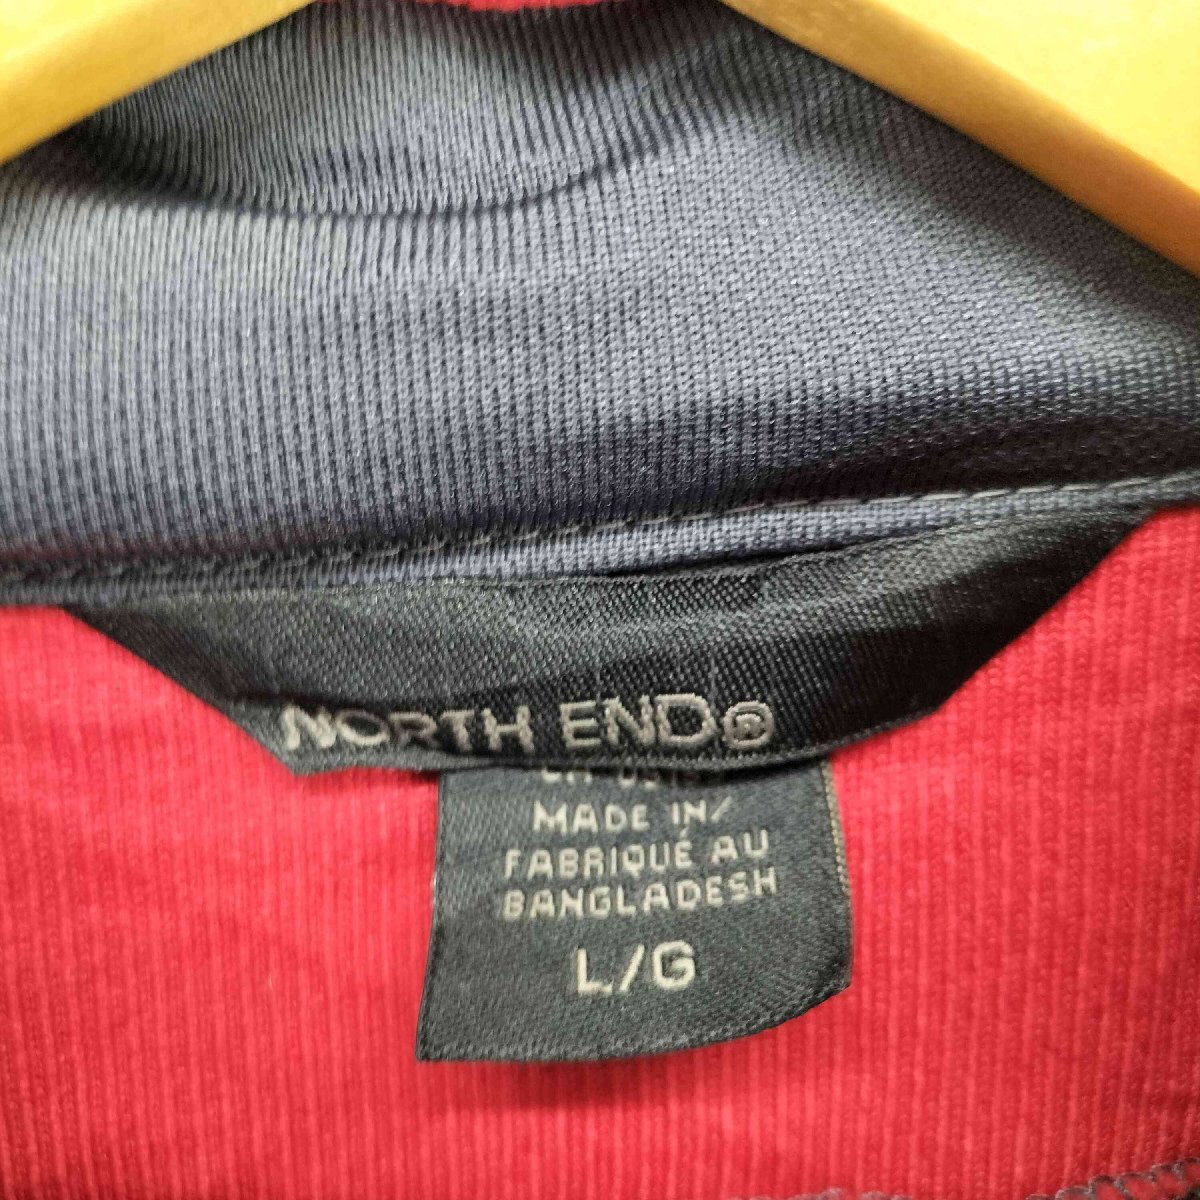 NORTH END®
MADE IN/
FABRIQUÉ AU
BANGLADESH
L/G